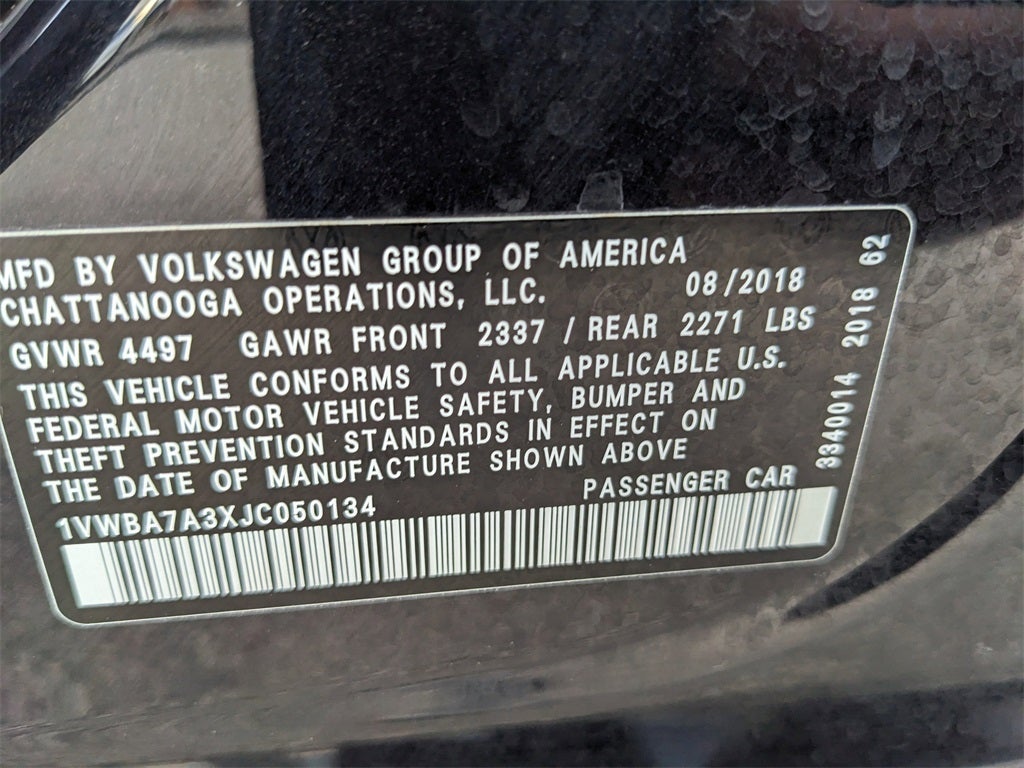 MFD BY VOLKSWAGEN GROUP OF AMERICA
CHATTANOOGA OPERATIONS, LLC. 08/2018
GVWR 4497 GAWR FRONT 2337 / REAR 2271 LBS
THIS VEHICLE CONFORMS TO ALL APPLICABLE U.S.
FEDERAL MOTOR VEHICLE SAFETY, BUMPER AND
THEFT PREVENTION STANDARDS IN EFFECT ON
THE DATE OF MANUFACTURE SHOWN ABOVE
1VWBA7A3XJC050134 PASSENGER CAR
3340014 2018 62